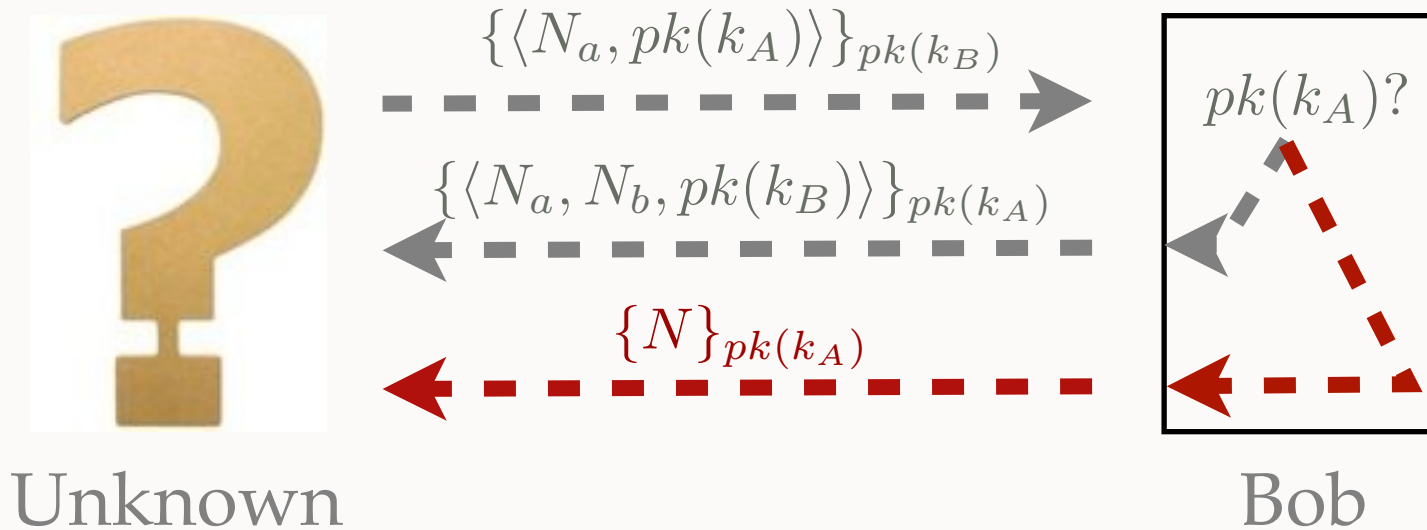 {⟨N_a, pk(k_A)⟩}_{pk(k_B)}
pk(k_A)?
{⟨N_a, N_b, pk(k_B)⟩}_{pk(k_A)}
{N}_{pk(k_A)}
Unknown
Bob